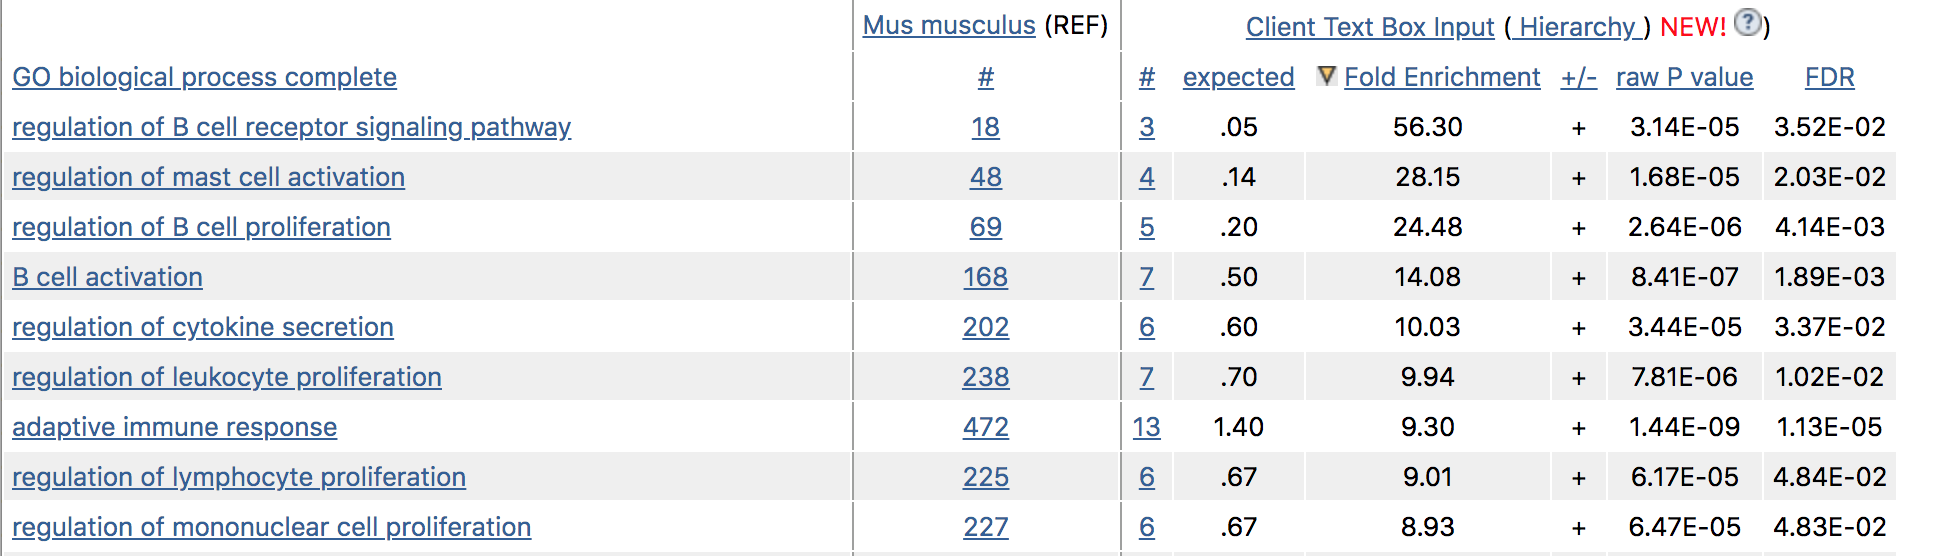 Mus musculus (REF) Client Text Box Input ( Hierarchy ) NEW! ? )
GO biological process complete # # expected Fold Enrichment +/- raw P value FDR
regulation of B cell receptor signaling pathway 18 3 .05 56.30 + 3.14E-05 3.52E-02
regulation of mast cell activation 48 4 .14 28.15 + 1.68E-05 2.03E-02
regulation of B cell proliferation 69 5 .20 24.48 + 2.64E-06 4.14E-03
B cell activation 168 7 .50 14.08 + 8.41E-07 1.89E-03
regulation of cytokine secretion 202 6 .60 10.03 + 3.44E-05 3.37E-02
regulation of leukocyte proliferation 238 7 .70 9.94 + 7.81E-06 1.02E-02
adaptive immune response 472 13 1.40 9.30 + 1.44E-09 1.13E-05
regulation of lymphocyte proliferation 225 6 .67 9.01 + 6.17E-05 4.84E-02
regulation of mononuclear cell proliferation 227 6 .67 8.93 + 6.47E-05 4.83E-02